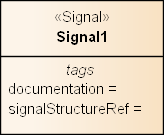 «Signal»
Signal1
tags
documentation =
signalStructureRef =